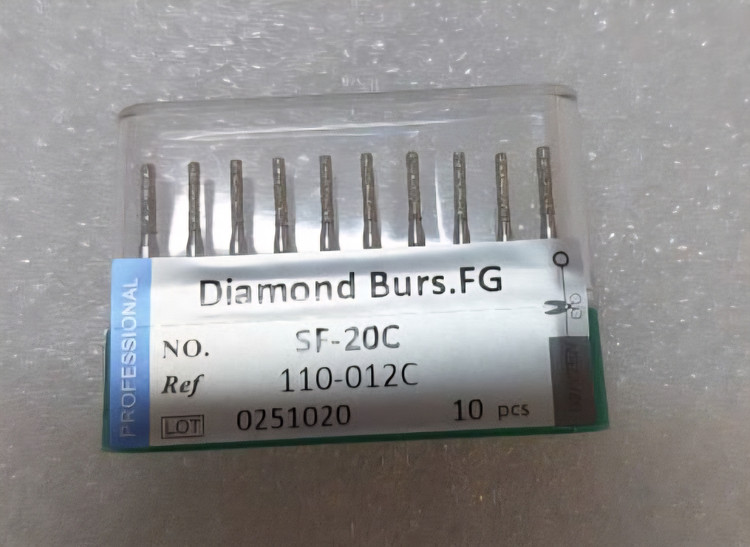 Diamond Burs.FG
PROFESSIONAL
NO. SF-20C
Ref 110-012C
LOT 0251020 10 pcs